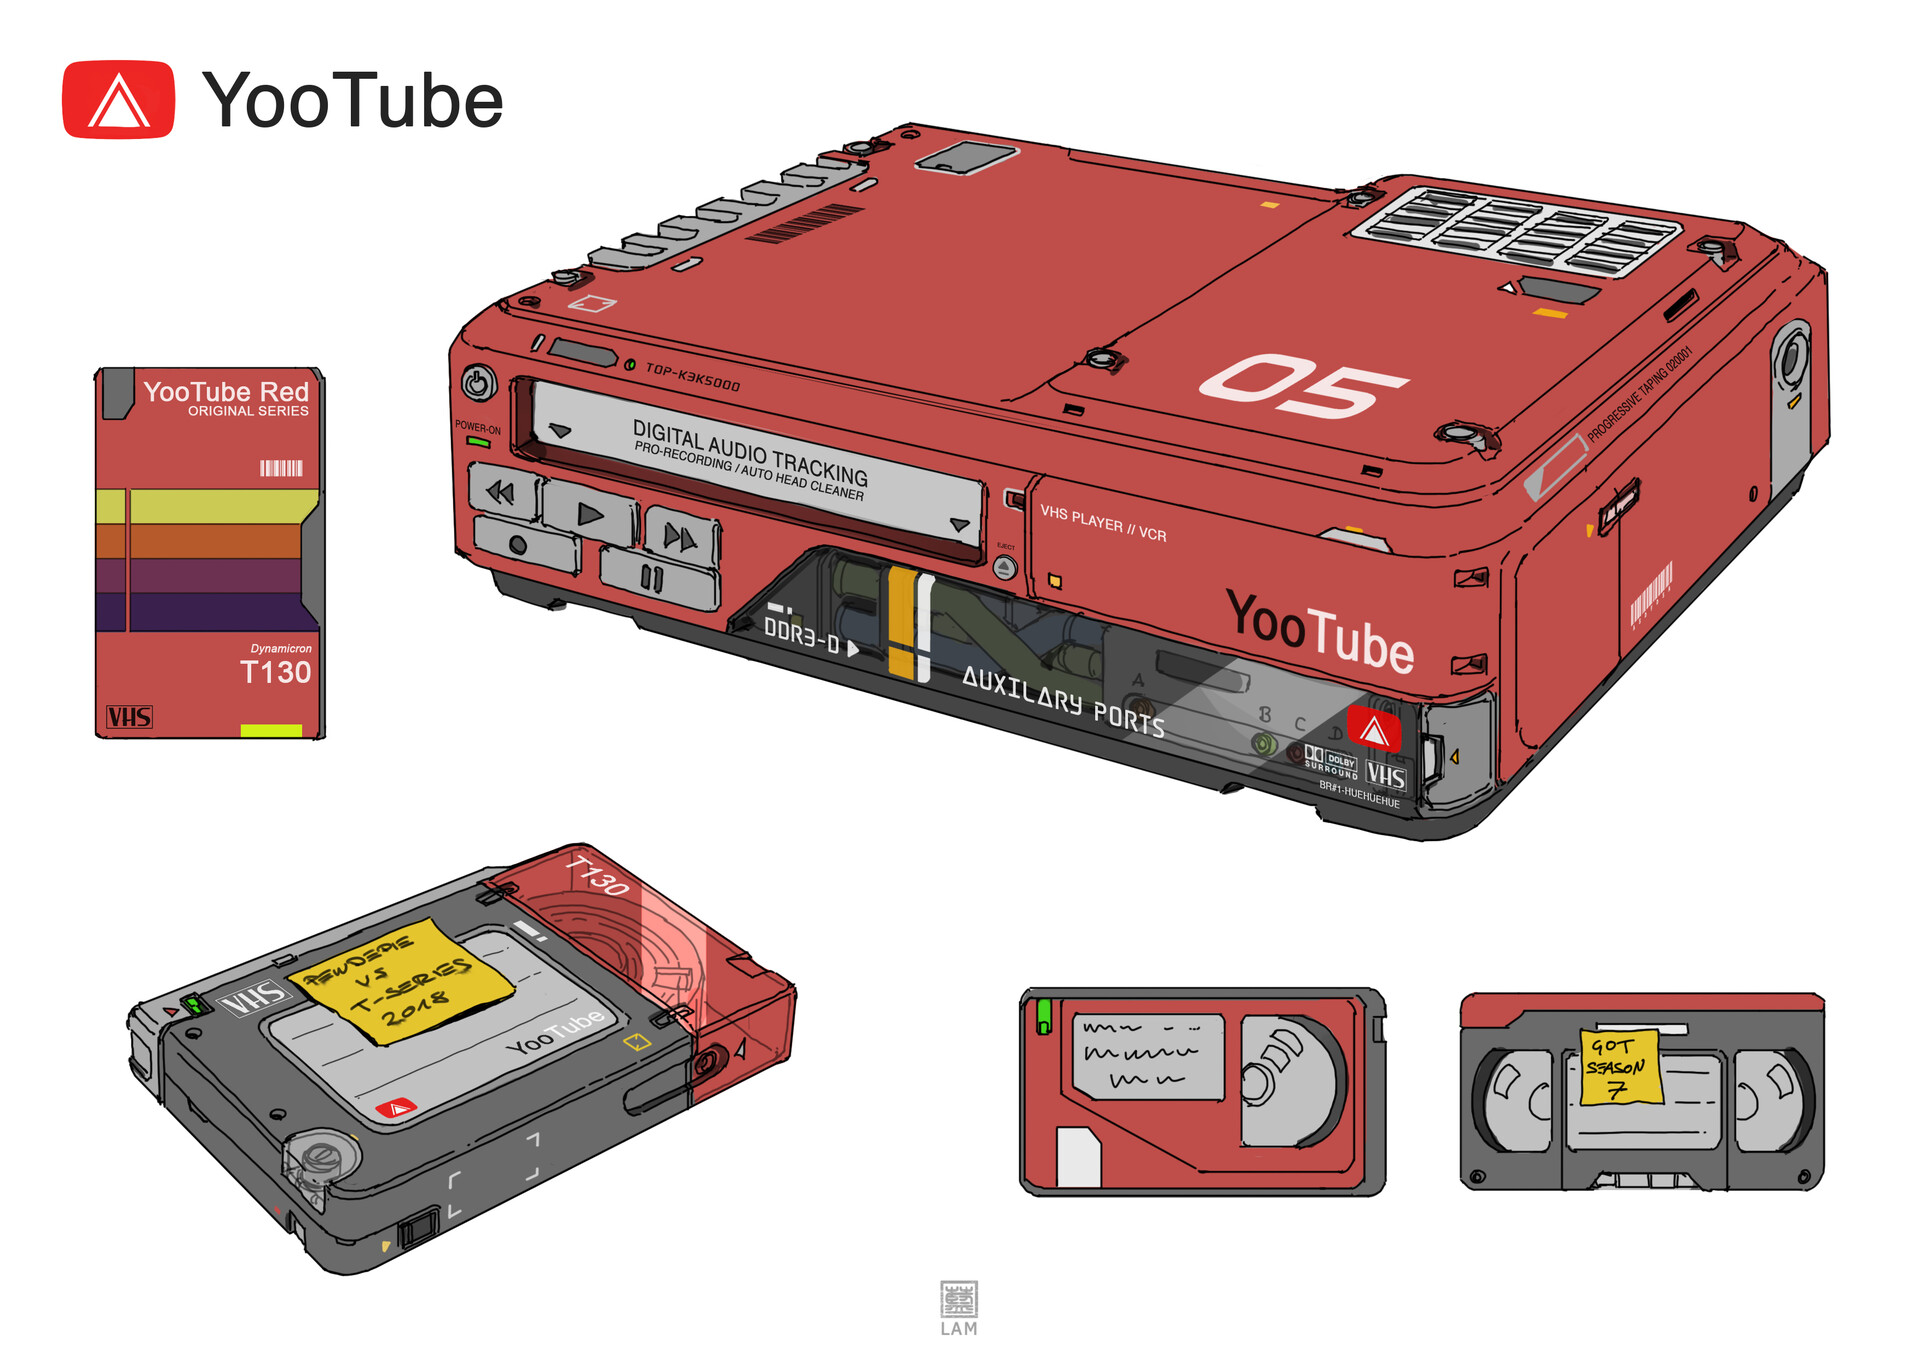 YooTube
TOP-K3K5000
POWER-ON
DIGITAL AUDIO TRACKING
PRO-RECORDING / AUTO HEAD CLEANER
EJECT
VHS PLAYER // VCR
05
PROGRESSIVE TAPING 020001
YooTube
DDR3-D
AUXILARY PORTS
A
B
C
D
DOLBY
SURROUND
VHS
BR#1-HUEHUEHUE
YooTube Red
ORIGINAL SERIES
Dynamicron
T130
VHS
T130
PEWDEPIE
VS
T-SERIES
2018
VHS
YooTube
GOT
SEASON
7
LAM